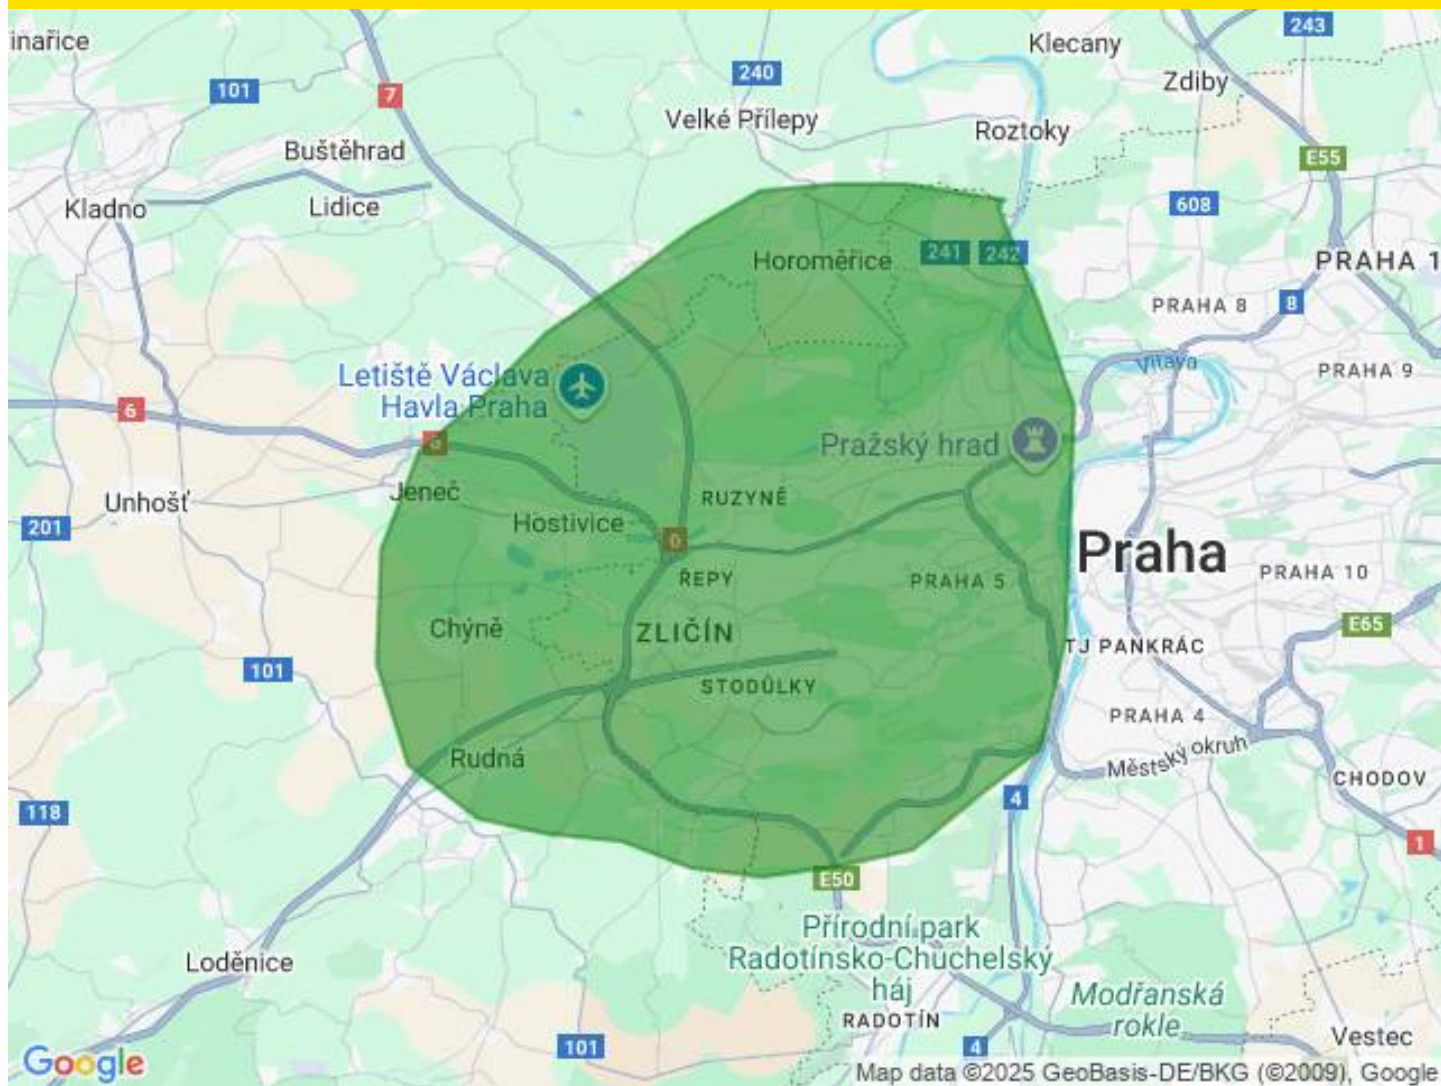 inařice
Klecany
243
Zdiby
101
7
240
Velké Přílepy
Roztoky
Buštěhrad
E55
Kladno
Lidice
608
Horoměřice
241
242
PRAHA 1
PRAHA 8
8
Vltava
PRAHA 9
Letiště Václava
Havla Praha
6
6
Pražský hrad
Jeneč
Unhošť
RUZYNĚ
Hostivice
201
0
Praha
ŘEPY
PRAHA 5
PRAHA 10
Chýně
ZLIČÍN
E65
TJ PANKRÁC
101
STODŮLKY
PRAHA 4
Rudná
Městský okruh
CHODOV
118
4
1
E50
Přírodní park
Radotínsko-Chuchelský
háj
Loděnice
Modřanská
rokle
RADOTÍN
Vestec
101
4
Google
Map data ©2025 GeoBasis-DE/BKG (©2009), Google